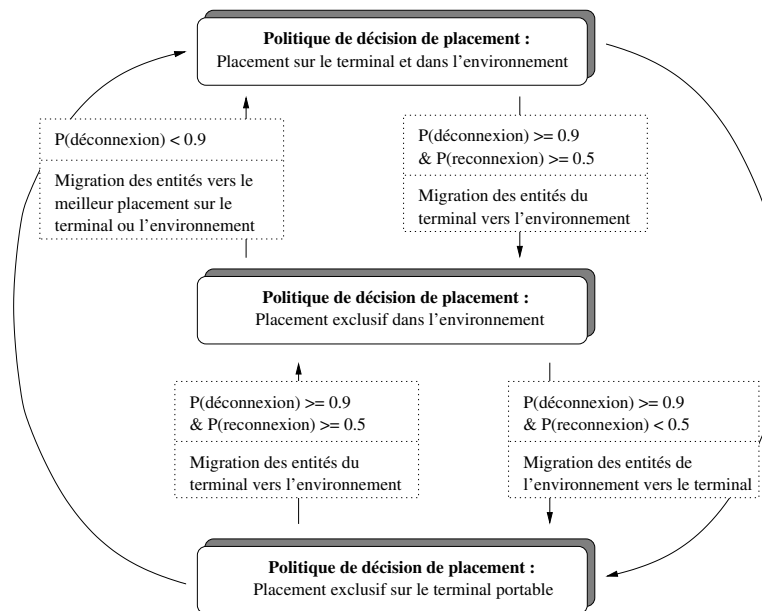 Politique de décision de placement :
Placement sur le terminal et dans l'environnement
P(déconnexion) < 0.9
Migration des entités vers le
meilleur placement sur le
terminal ou l'environnement
P(déconnexion) >= 0.9
& P(reconnexion) >= 0.5
Migration des entités du
terminal vers l'environnement
Politique de décision de placement :
Placement exclusif dans l'environnement
P(déconnexion) >= 0.9
& P(reconnexion) >= 0.5
Migration des entités du
terminal vers l'environnement
P(déconnexion) >= 0.9
& P(reconnexion) < 0.5
Migration des entités de
l'environnement vers le terminal
Politique de décision de placement :
Placement exclusif sur le terminal portable